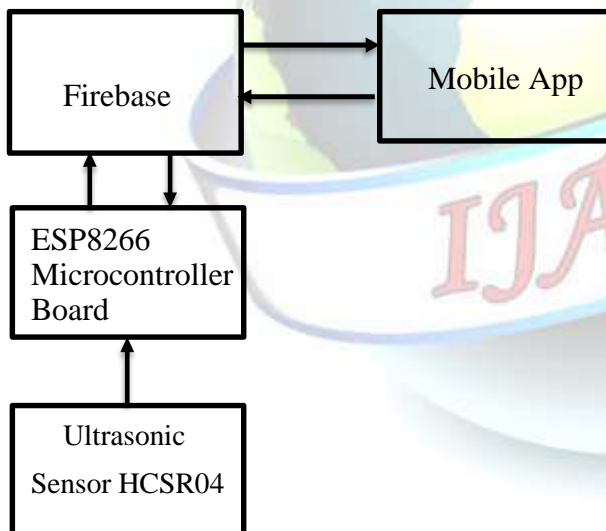 Firebase
Mobile App
ESP8266
Microcontroller
Board
Ultrasonic
Sensor HCSR04
IJA